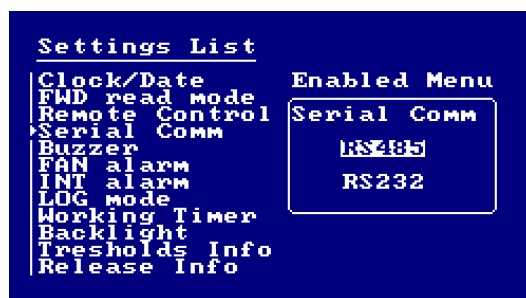 Settings List
Clock/Date
FWD read mode
Remote Control
Serial Comm
Buzzer
FAN alarm
INT alarm
LOG mode
Working Timer
Backlight
Tresholds Info
Release Info
Enabled Menu
Serial Comm
RS485
RS232